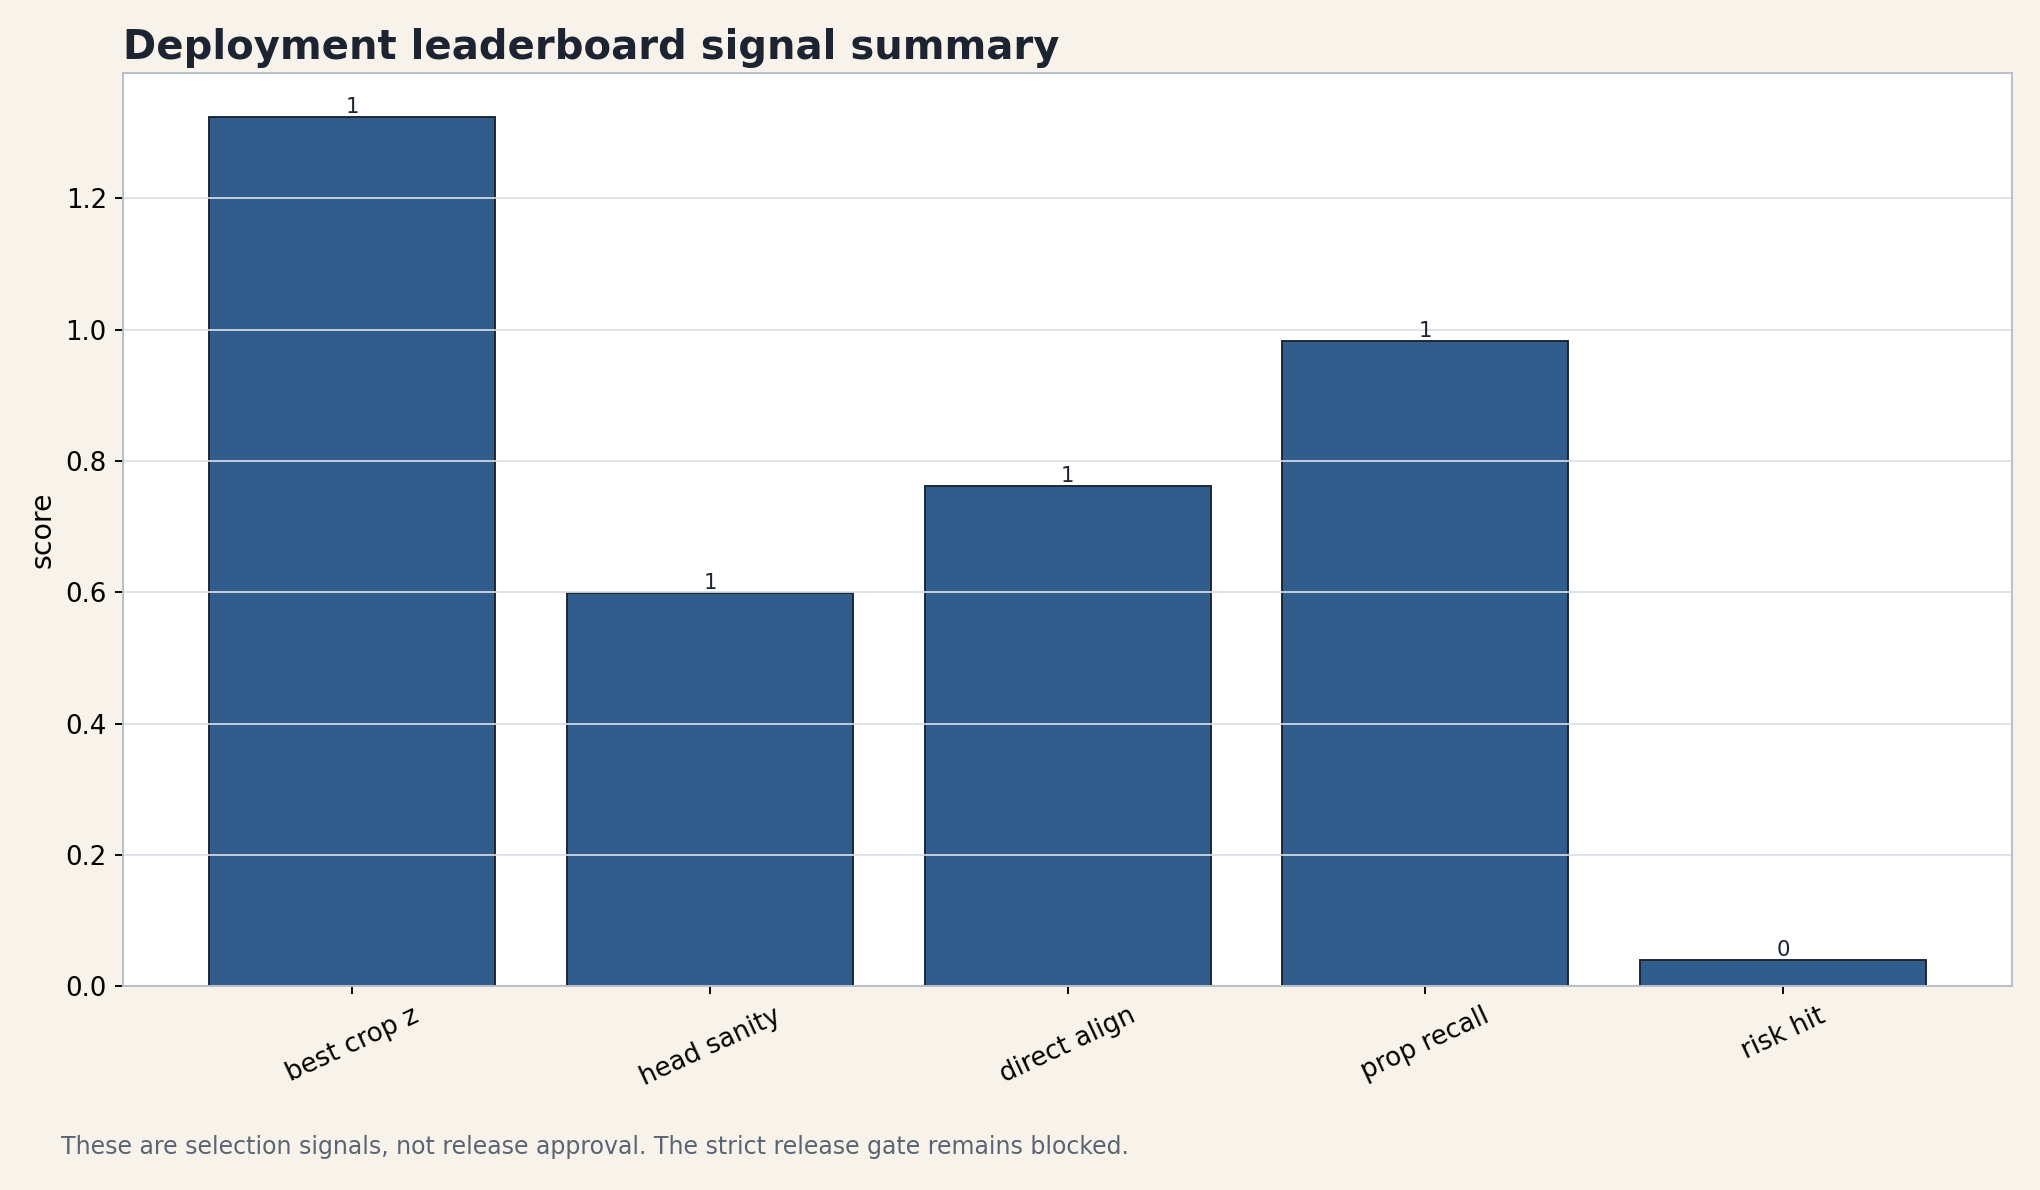 Deployment leaderboard signal summary
score
1.2
1.0
0.8
0.6
0.4
0.2
0.0
1
1
1
1
0
best crop z
head sanity
direct align
prop recall
risk hit
These are selection signals, not release approval. The strict release gate remains blocked.